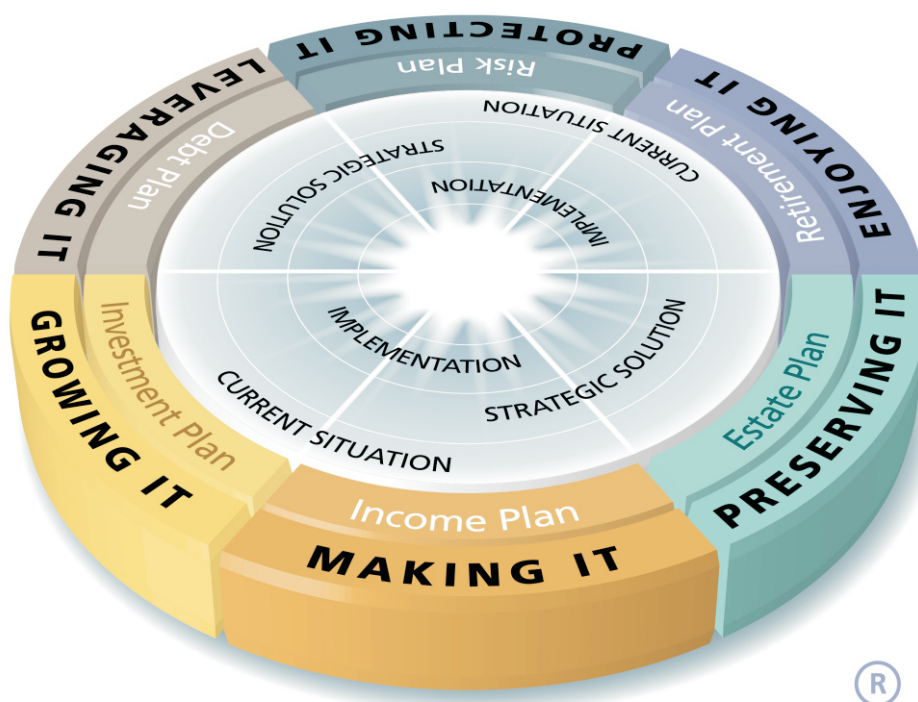 PROTECTING IT
Risk Plan
ENJOYING IT
Retirement Plan
PRESERVING IT
Estate Plan
MAKING IT
Income Plan
GROWING IT
Investment Plan
LEVERAGING IT
Debt Plan
CURRENT SITUATION
STRATEGIC SOLUTION
IMPLEMENTATION
IMPLEMENTATION
STRATEGIC SOLUTION
CURRENT SITUATION
®